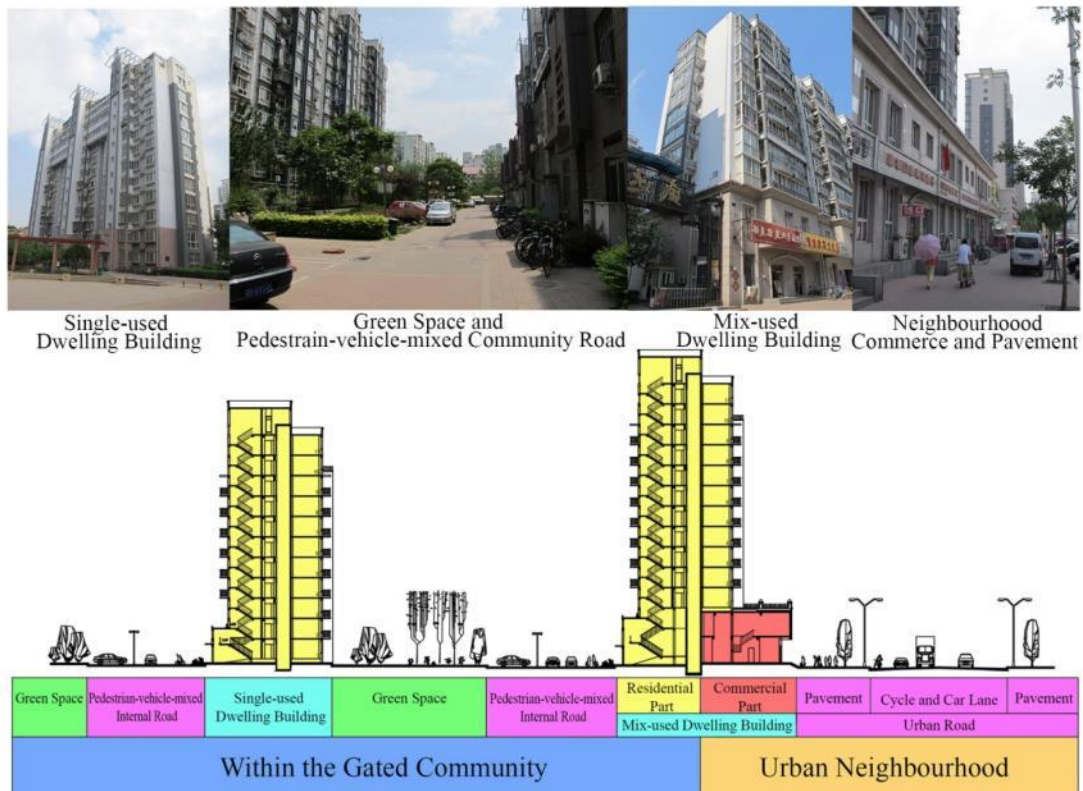 Single-used
Dwelling Building
Green Space and
Pedestrain-vehicle-mixed Community Road
Mix-used
Dwelling Building
Neighbourhoood
Commerce and Pavement
Green Space
Pedestrian-vehicle-mixed
Internal Road
Single-used
Dwelling Building
Green Space
Pedestrian-vehicle-mixed
Internal Road
Residential
Part
Commercial
Part
Mix-used Dwelling Building
Pavement
Cycle and Car Lane
Pavement
Urban Road
Within the Gated Community
Urban Neighbourhood